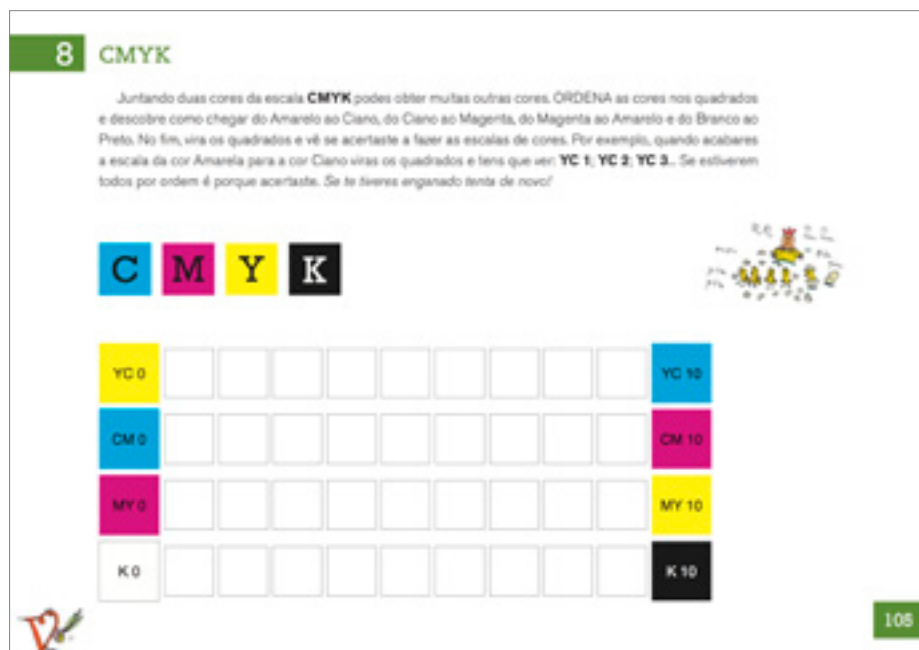 8 CMYK
Juntando duas cores da escala CMYK podes obter muitas outras cores. ORDENA as cores nos quadrados
e descobre como chegar do Amarelo ao Ciano, do Ciano ao Magenta, do Magenta ao Amarelo e do Branco ao
Preto. No fim, vira os quadrados e vê se acertaste a fazer as escalas de cores. Por exemplo, quando acabares
a escala da cor Amarela para a cor Ciano viras os quadrados e tens que ver: YC 1; YC 2; YC 3... Se estiverem
todos por ordem é porque acertaste. Se te tiveres enganado tenta de novo!
C M Y K
YC 0 YC 10
CM 0 CM 10
MY 0 MY 10
K 0 K 10
105